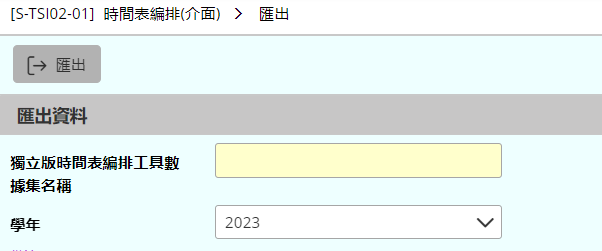 [S-TSI02-01] 時間表編排(介面) > 匯出
匯出
匯出資料
獨立版時間表編排工具數
據集名稱
學年 2023